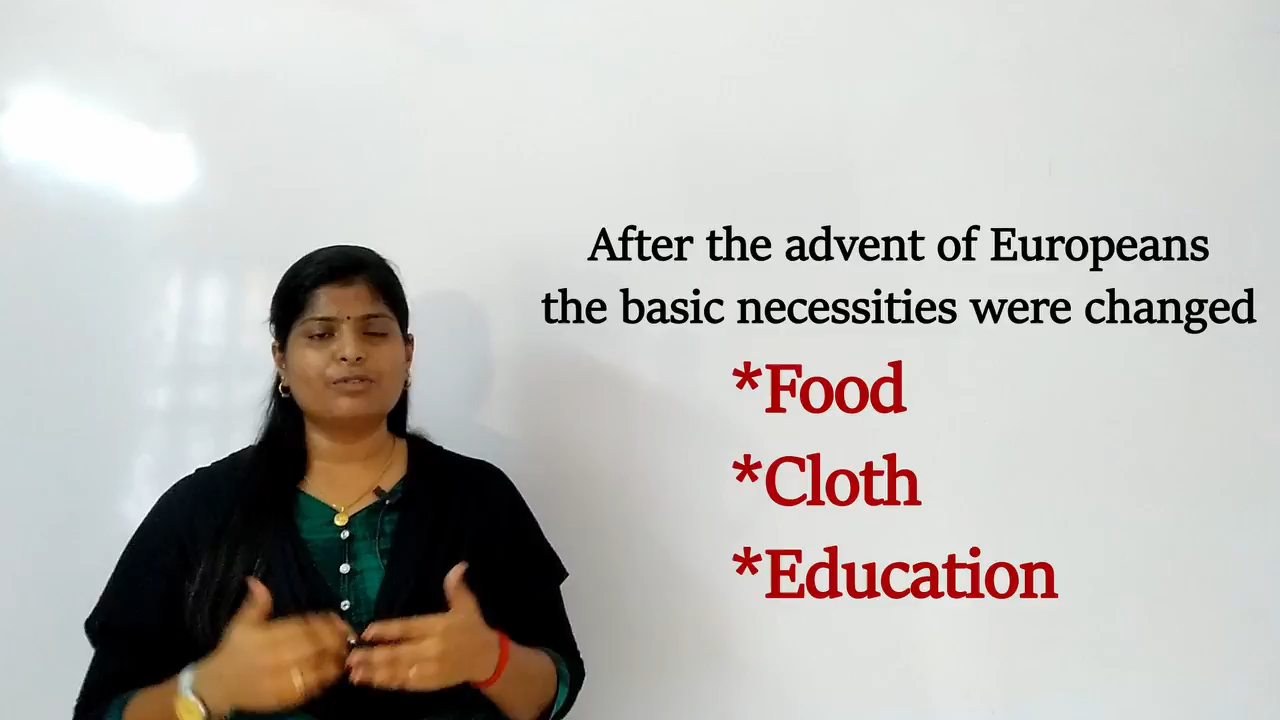 After the advent of Europeans
the basic necessities were changed
*Food
*Cloth
*Education